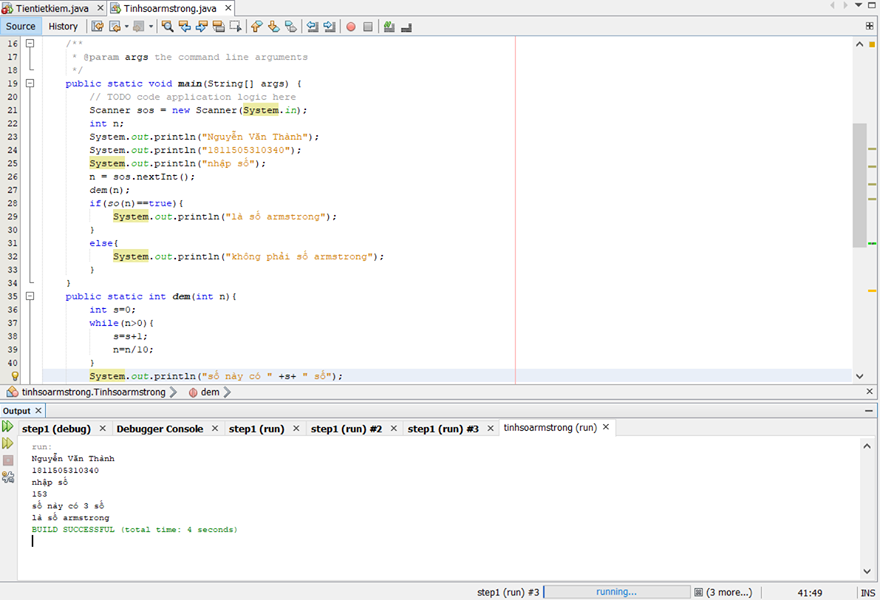 Tientietkiem.java Tinhsoarmstrong.java
Source History
16 /**
17 * @param args the command line arguments
18 */
19 public static void main(String[] args) {
20 // TODO code application logic here
21 Scanner sos = new Scanner(System.in);
22 int n;
23 System.out.println("Nguyễn Văn Thành");
24 System.out.println("1811505310340");
25 System.out.println("nhập số");
26 n = sos.nextInt();
27 dem(n);
28 if(so(n)==true){
29 System.out.println("là số armstrong");
30 }
31 else{
32 System.out.println("không phải số armstrong");
33 }
34 }
35 public static int dem(int n){
36 int s=0;
37 while(n>0){
38 s=s+1;
39 n=n/10;
40 }
System.out.println("số này có " +s+ " số");
tinhsoarmstrong.Tinhsoarmstrong dem
Output
step1 (debug) Debugger Console step1 (run) step1 (run) #2 step1 (run) #3 tinhsoarmstrong (run)
run:
Nguyễn Văn Thành
1811505310340
nhập số
153
số này có 3 số
là số armstrong
BUILD SUCCESSFUL (total time: 4 seconds)
step1 (run) #3 running... (3 more...) 41:49 INS